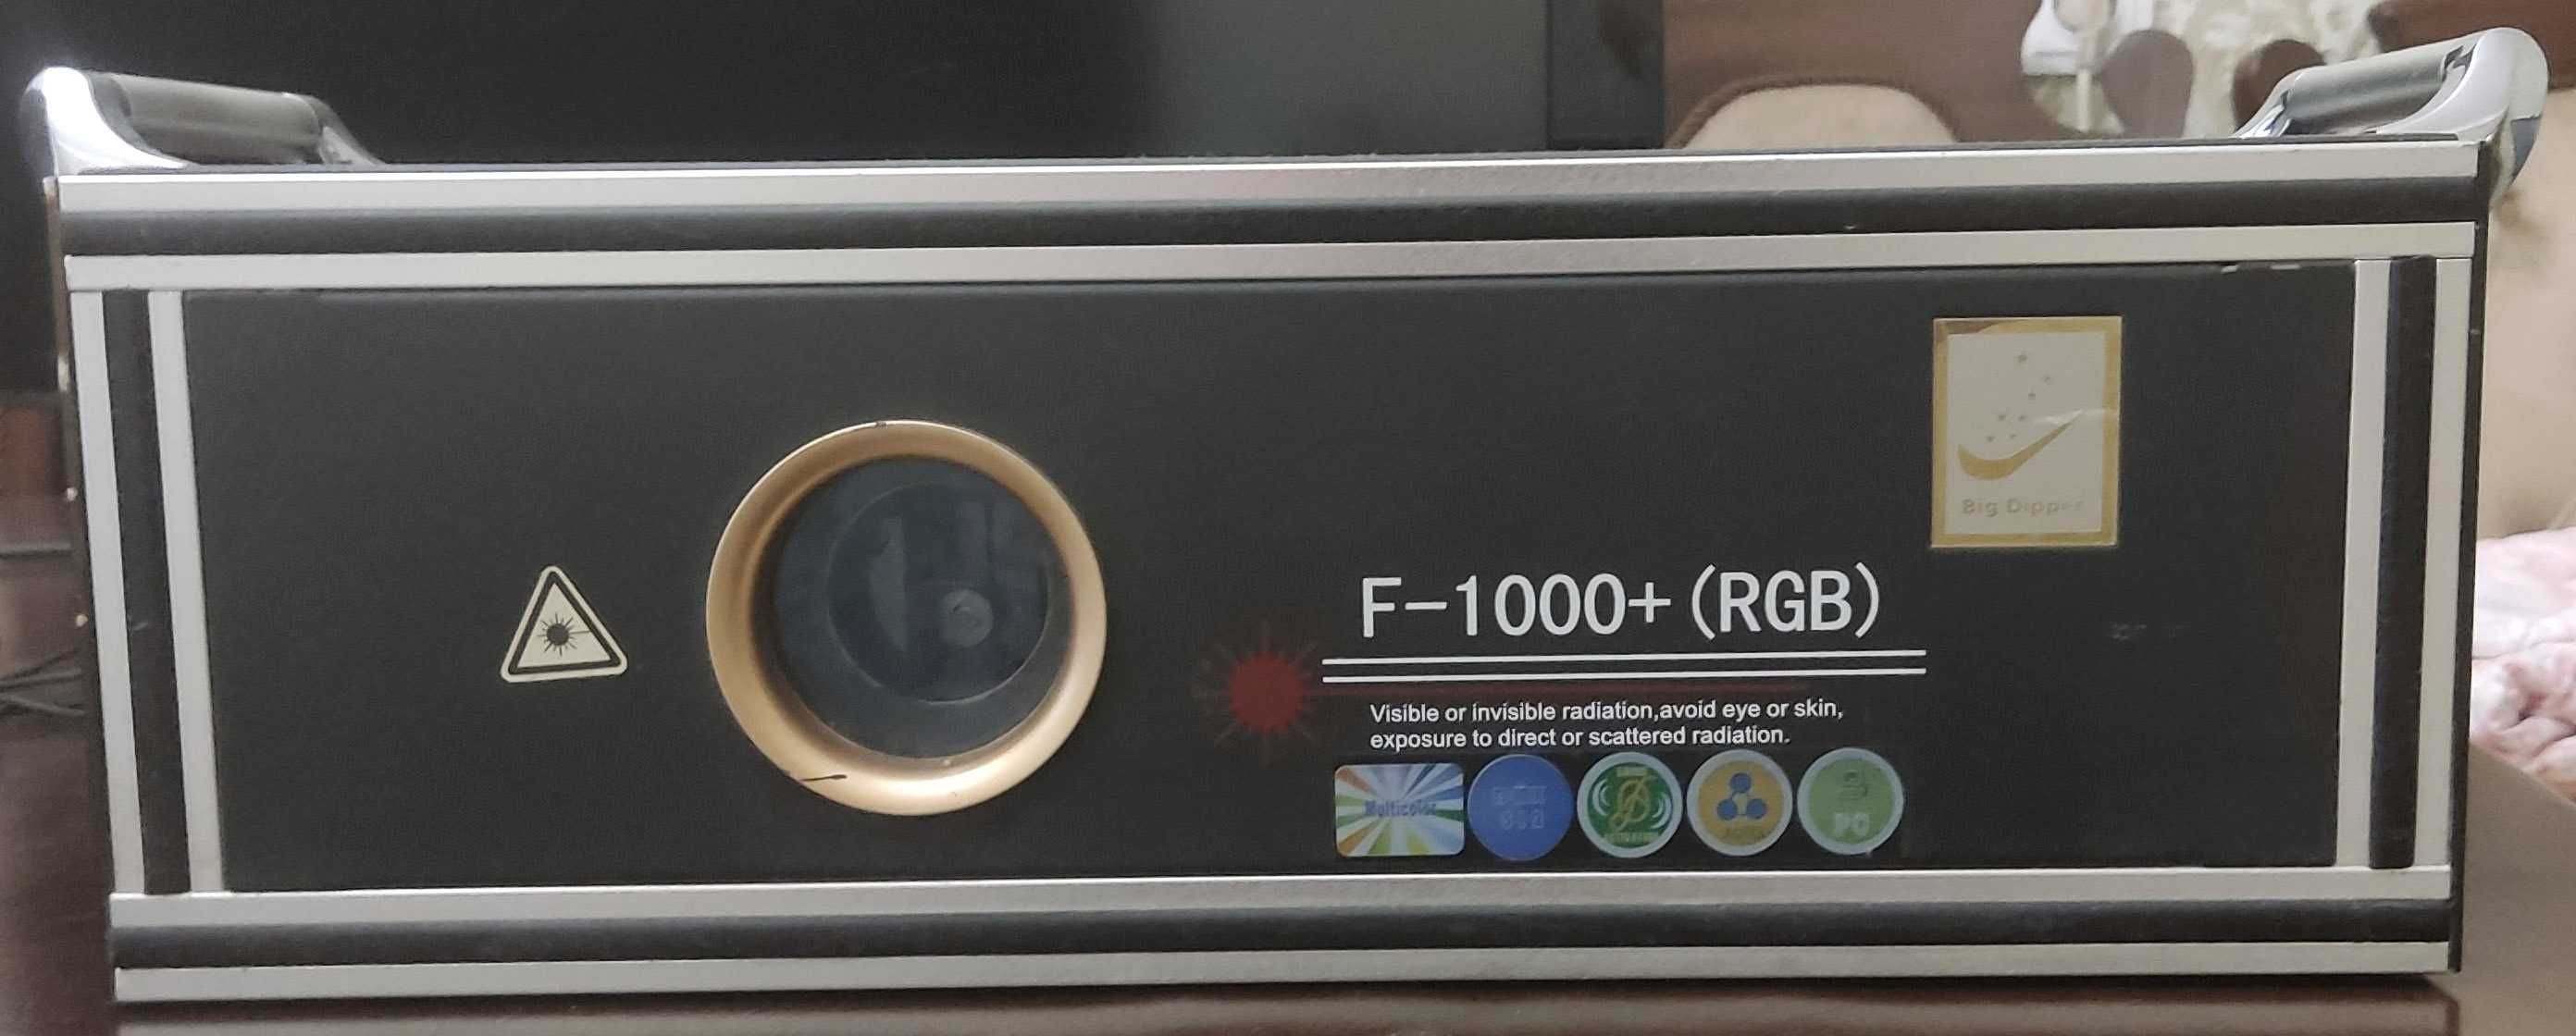 Big Dipper
F-1000+(RGB)
Visible or invisible radiation,avoid eye or skin,
exposure to direct or scattered radiation.
Multicolor
PC